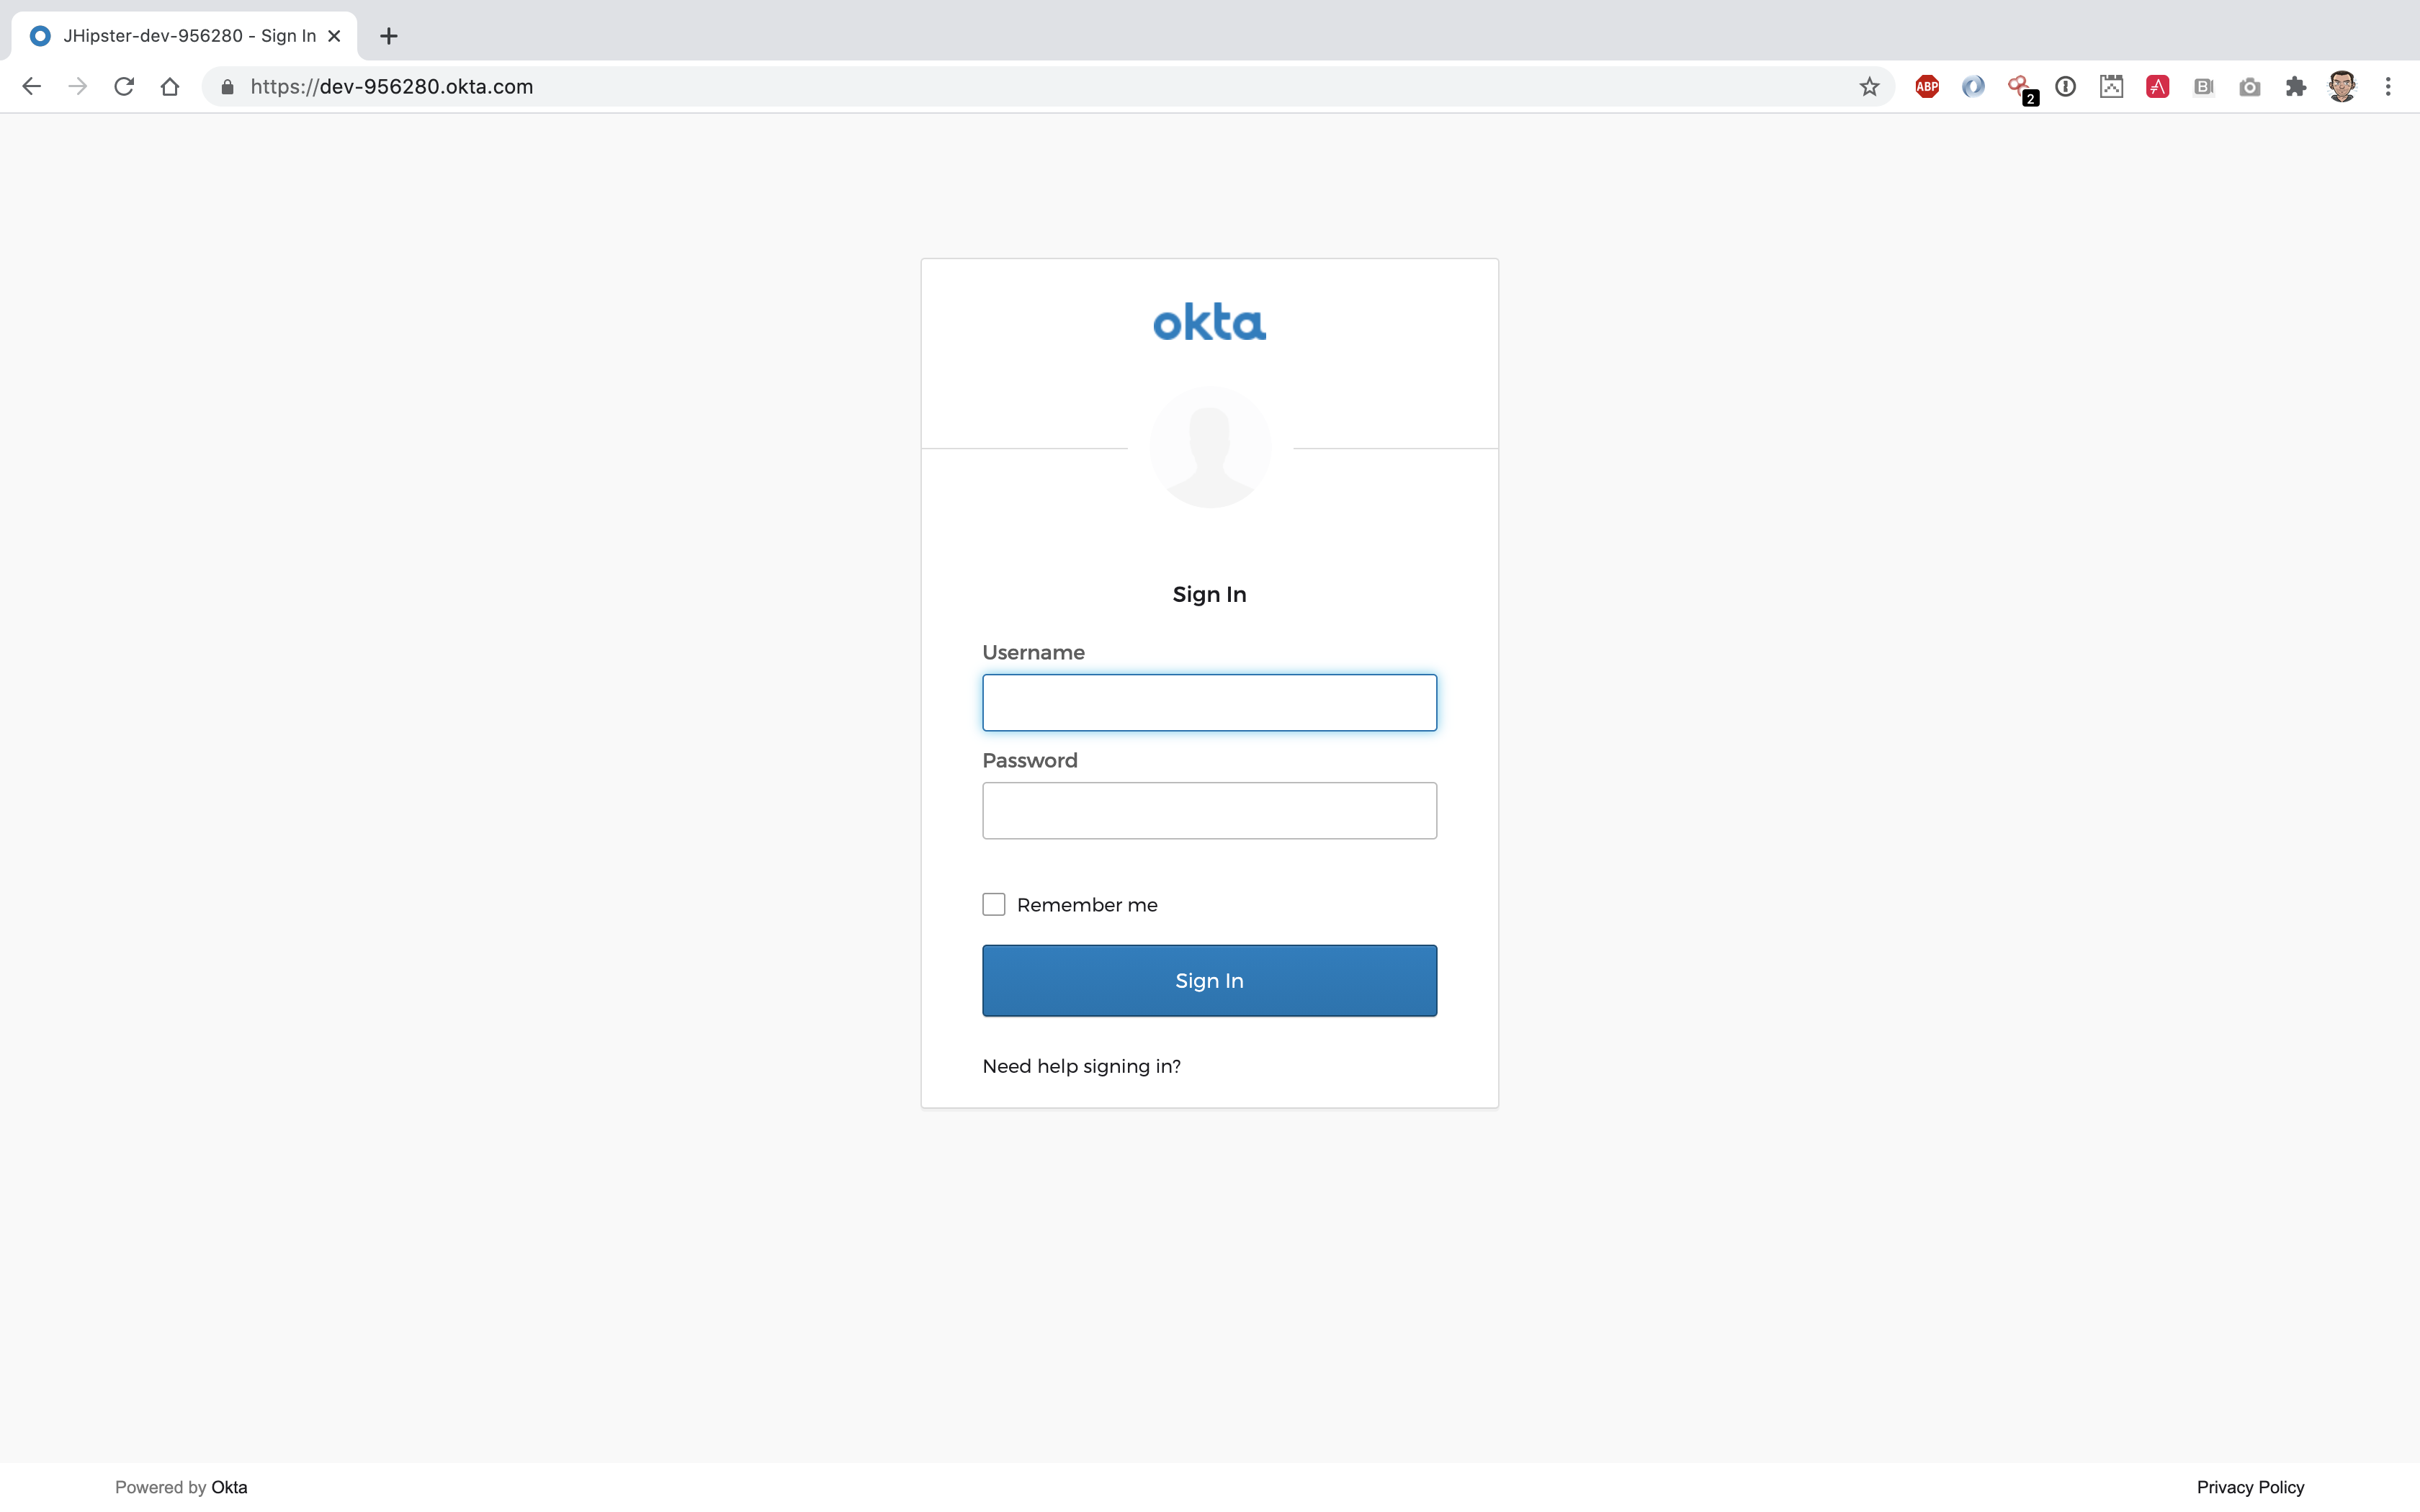 JHipster-dev-956280 - Sign In
https://dev-956280.okta.com
ABP
2
okta
Sign In
Username
Password
Remember me
Sign In
Need help signing in?
Powered by Okta
Privacy Policy